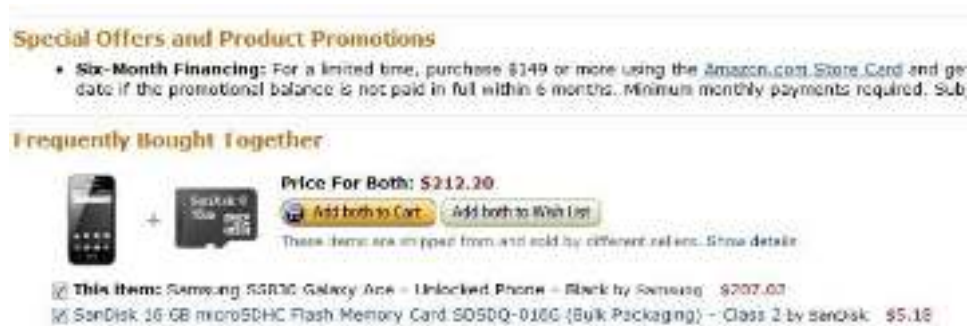 Special Offers and Product Promotions
• Six-Month Financing: For a limited time, purchase $149 or more using the Amazon.com Store Card and
date if the promotional balance is not paid in full within 6 months. Minimum monthly payments required. Sub
Frequently Bought Together
SanDisk
16GB
+
Price For Both: $212.20
Add both to Cart
Add both to Wish List
These items are shipped from and sold by different sellers. Show details
This item: Samsung S5830 Galaxy Ace - Unlocked Phone - Black by Samsung $207.02
SanDisk 16 GB microSDHC Flash Memory Card SDSDQ-016G (Bulk Packaging) - Class 2 by SanDisk $5.18